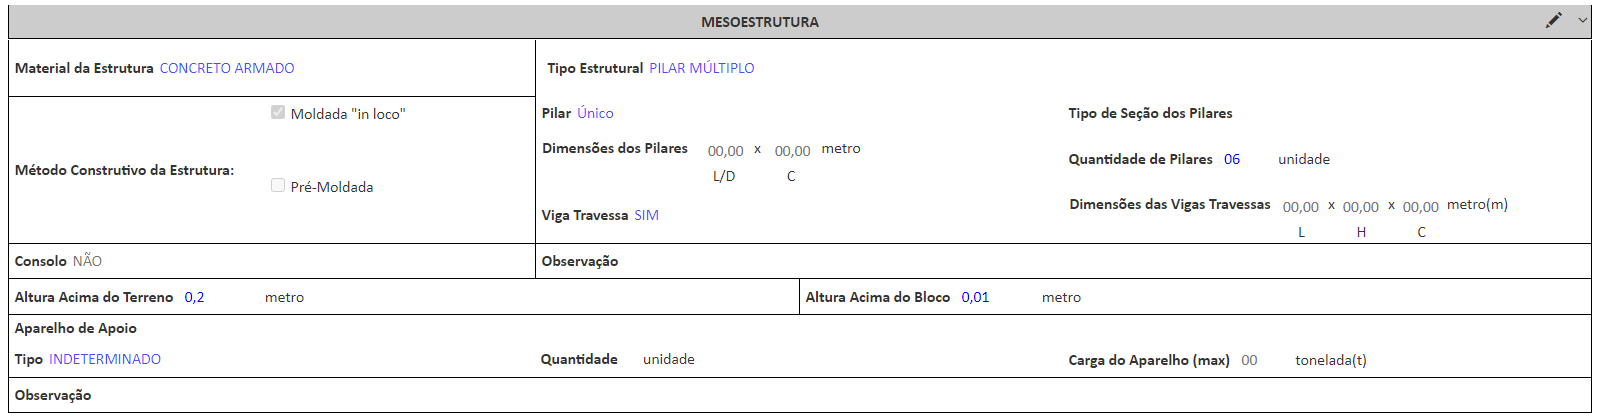 MESOESTRUTURA
Material da Estrutura CONCRETO ARMADO
Tipo Estrutural PILAR MÚLTIPLO
Método Construtivo da Estrutura:
Moldada "in loco"
Pré-Moldada
Pilar Único
Tipo de Seção dos Pilares
Dimensões dos Pilares 00,00 x 00,00 metro
L/D C
Quantidade de Pilares 06 unidade
Viga Travessa SIM
Dimensões das Vigas Travessas 00,00 x 00,00 x 00,00 metro(m)
L H C
Consolo NÃO
Observação
Altura Acima do Terreno 0,2 metro
Altura Acima do Bloco 0,01 metro
Aparelho de Apoio
Tipo INDETERMINADO
Quantidade unidade
Carga do Aparelho (max) 00 tonelada(t)
Observação